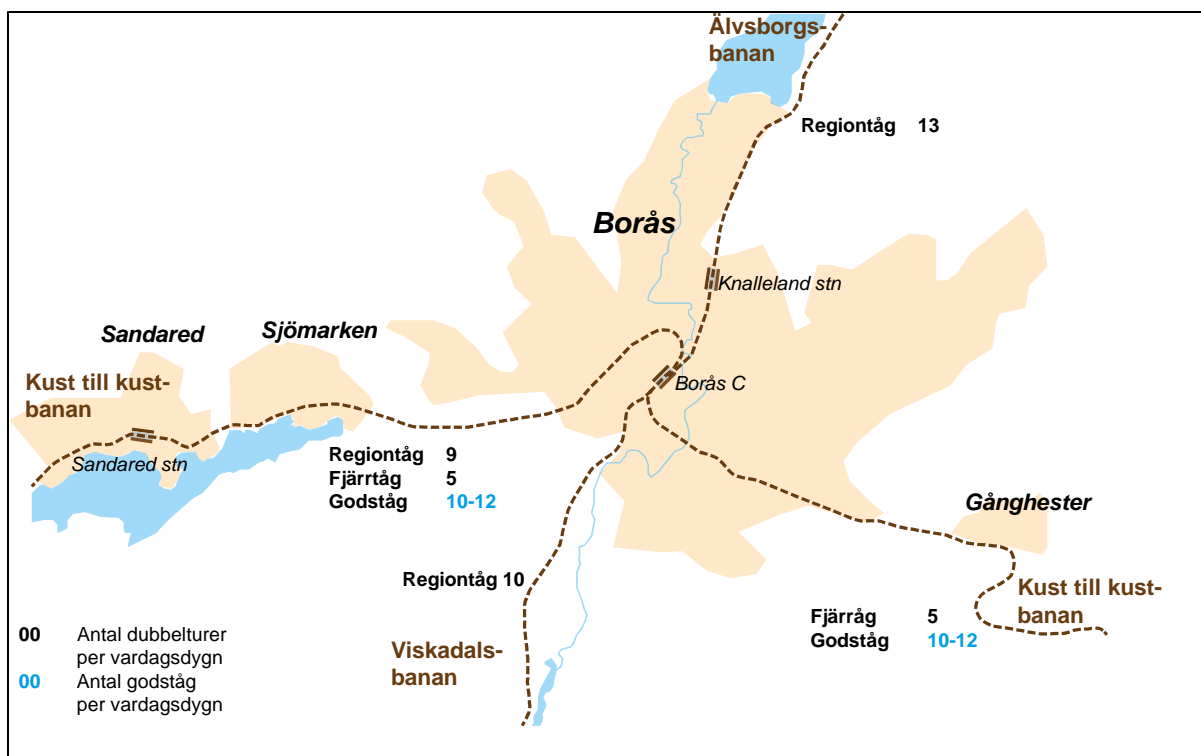 Älvsborgs-
banan
Regiontåg 13
Borås
Knalleland stn
Sandared
Sjömarken
Kust till kust-
banan
Borås C
Sandared stn
Regiontåg 9
Fjärrtåg 5
Godståg 10-12
Gånghester
Regiontåg 10
Kust till kust-
banan
Fjärråg 5
Godståg 10-12
Viskadals-
banan
00 Antal dubbelturer
per vardagsdygn
00 Antal godståg
per vardagsdygn